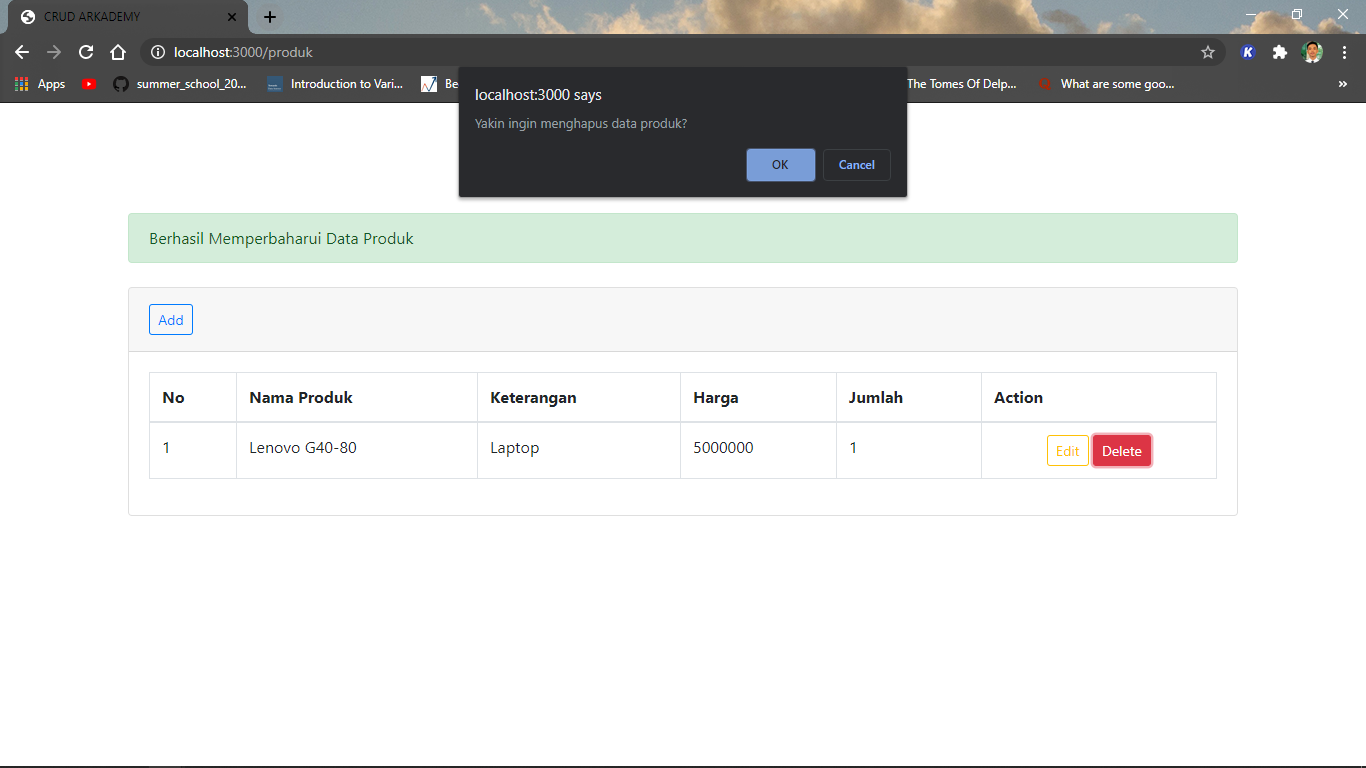 CRUD ARKADEMY
localhost:3000/produk
Apps
summer_school_20...
Introduction to Vari...
Be
The Tomes Of Delp...
What are some goo...
localhost:3000 says
Yakin ingin menghapus data produk?
OK Cancel
Berhasil Memperbaharui Data Produk
Add
No Nama Produk Keterangan Harga Jumlah Action
1 Lenovo G40-80 Laptop 5000000 1 Edit Delete